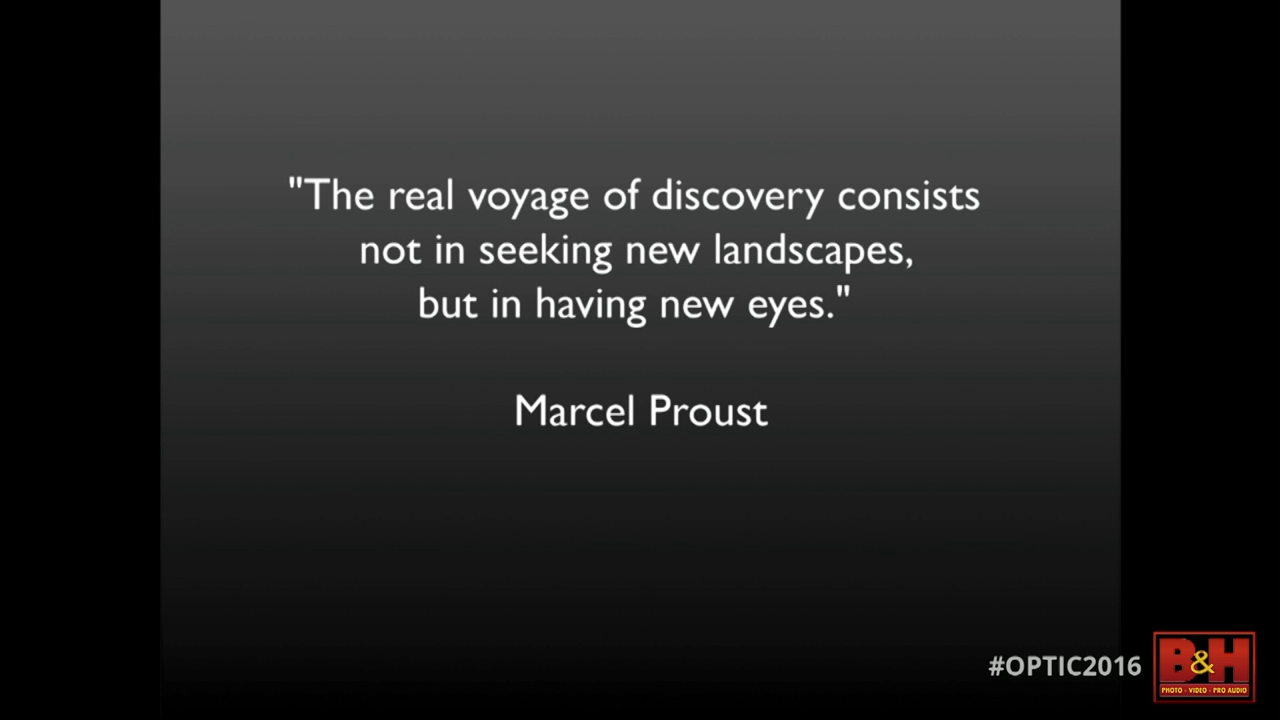 "The real voyage of discovery consists
not in seeking new landscapes,
but in having new eyes."
Marcel Proust
#OPTIC2016
B&H
PHOTO - VIDEO - PRO AUDIO